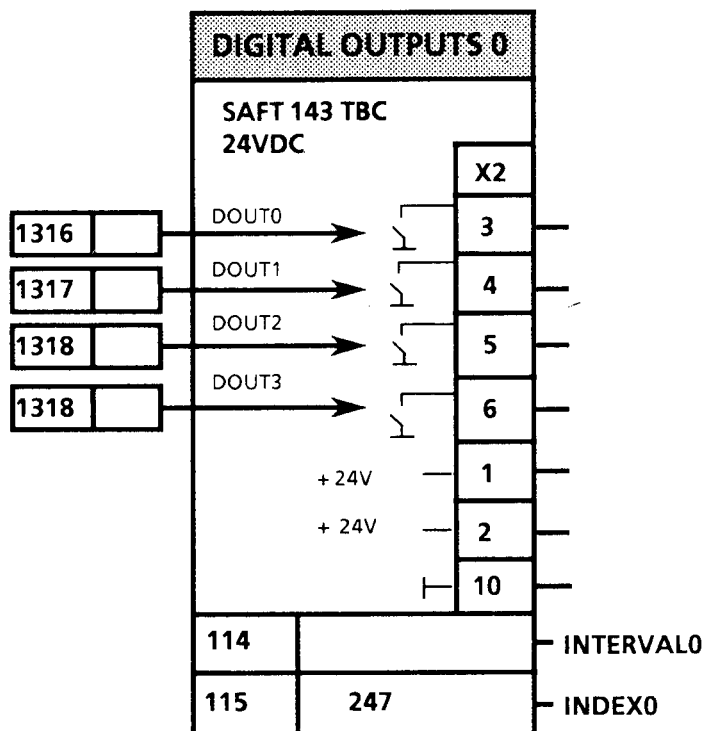 DIGITAL OUTPUTS 0
SAFT 143 TBC
24VDC
X2
1316 DOUT0 3
1317 DOUT1 4
1318 DOUT2 5
1318 DOUT3 6
+ 24V 1
+ 24V 2
10
114 INTERVAL0
115 247 INDEX0